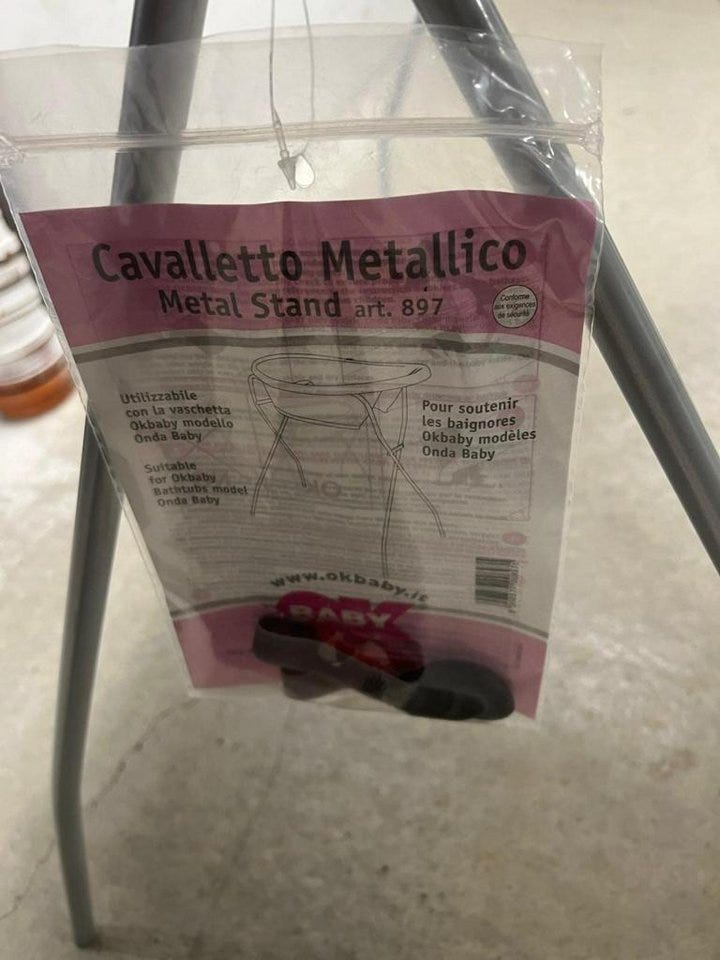 Cavalletto Metallico
Metal Stand art. 897
Conforme
aux exigences
de sécurité
Utilizzabile
con la vaschetta
Okbaby modello
Onda Baby
Suitable
for Okbaby
Bathtubs model
Onda Baby
Pour soutenir
les baignores
Okbaby modèles
Onda Baby
www.okbaby.it
BABY